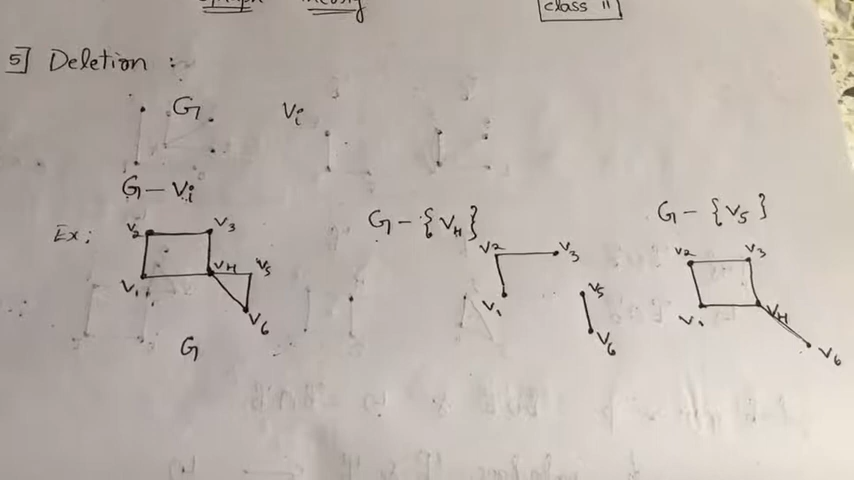 class 11
5] Deletion :
G Vi
G - Vi
Ex; G - {V4} G - {V5}
V2 V3 V2 V3 V2 V3
V1 V4 V5 V1 V5 V1 V4
V6 V6 V6
G